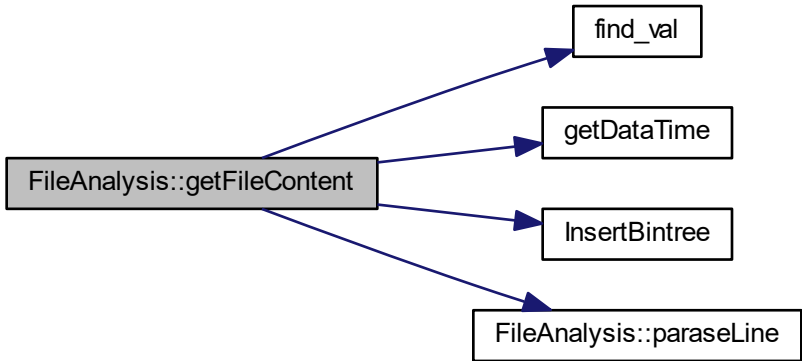 find_val
getDataTime
FileAnalysis::getFileContent
InsertBintree
FileAnalysis::paraseLine